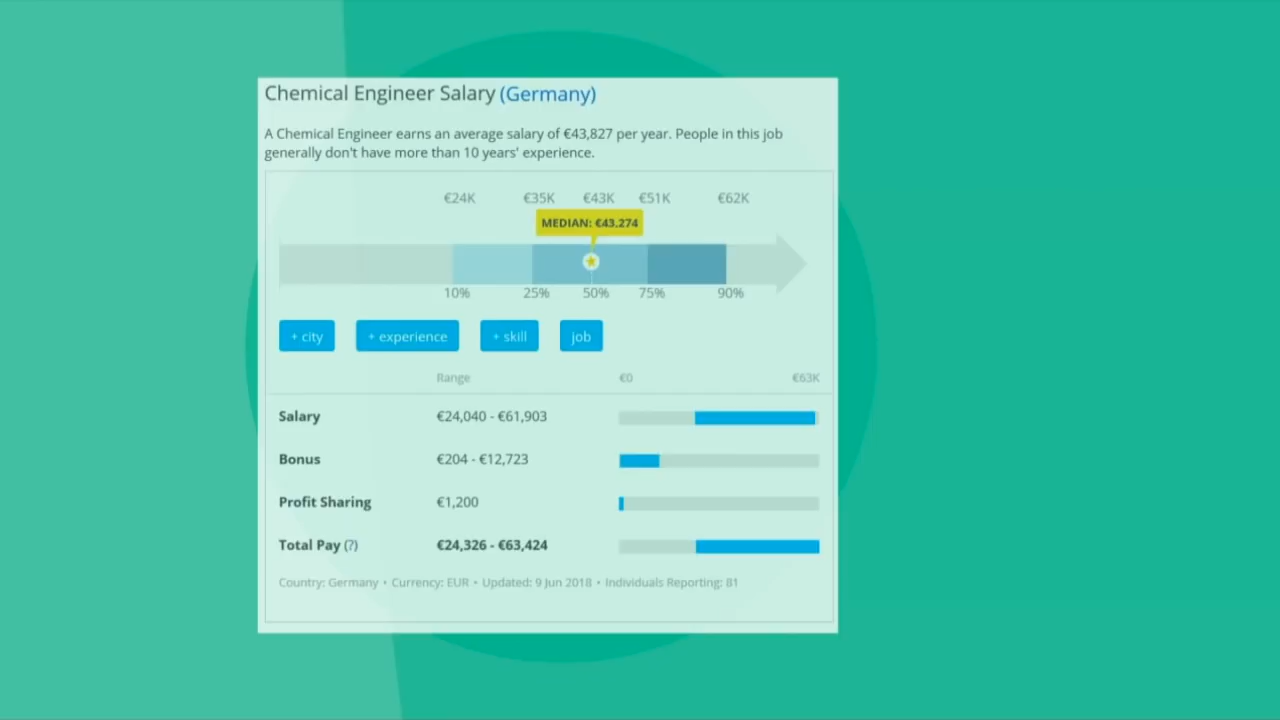 Chemical Engineer Salary (Germany)
A Chemical Engineer earns an average salary of €43,827 per year. People in this job
generally don't have more than 10 years' experience.
€24K €35K €43K €51K €62K
MEDIAN: €43,274
10% 25% 50% 75% 90%
+ city + experience + skill job
Range €0 €63K
Salary €24,040 - €61,903
Bonus €204 - €12,723
Profit Sharing €1,200
Total Pay (?) €24,326 - €63,424
Country: Germany • Currency: EUR • Updated: 9 Jun 2018 • Individuals Reporting: 81